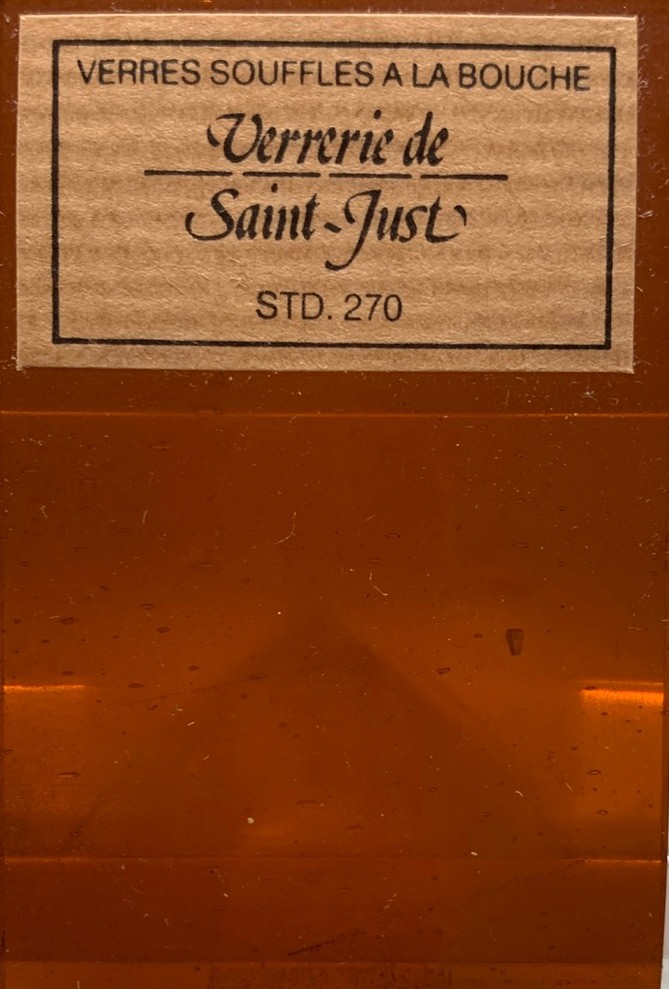 VERRES SOUFFLES A LA BOUCHE
Verrerie de
Saint-Just
STD. 270